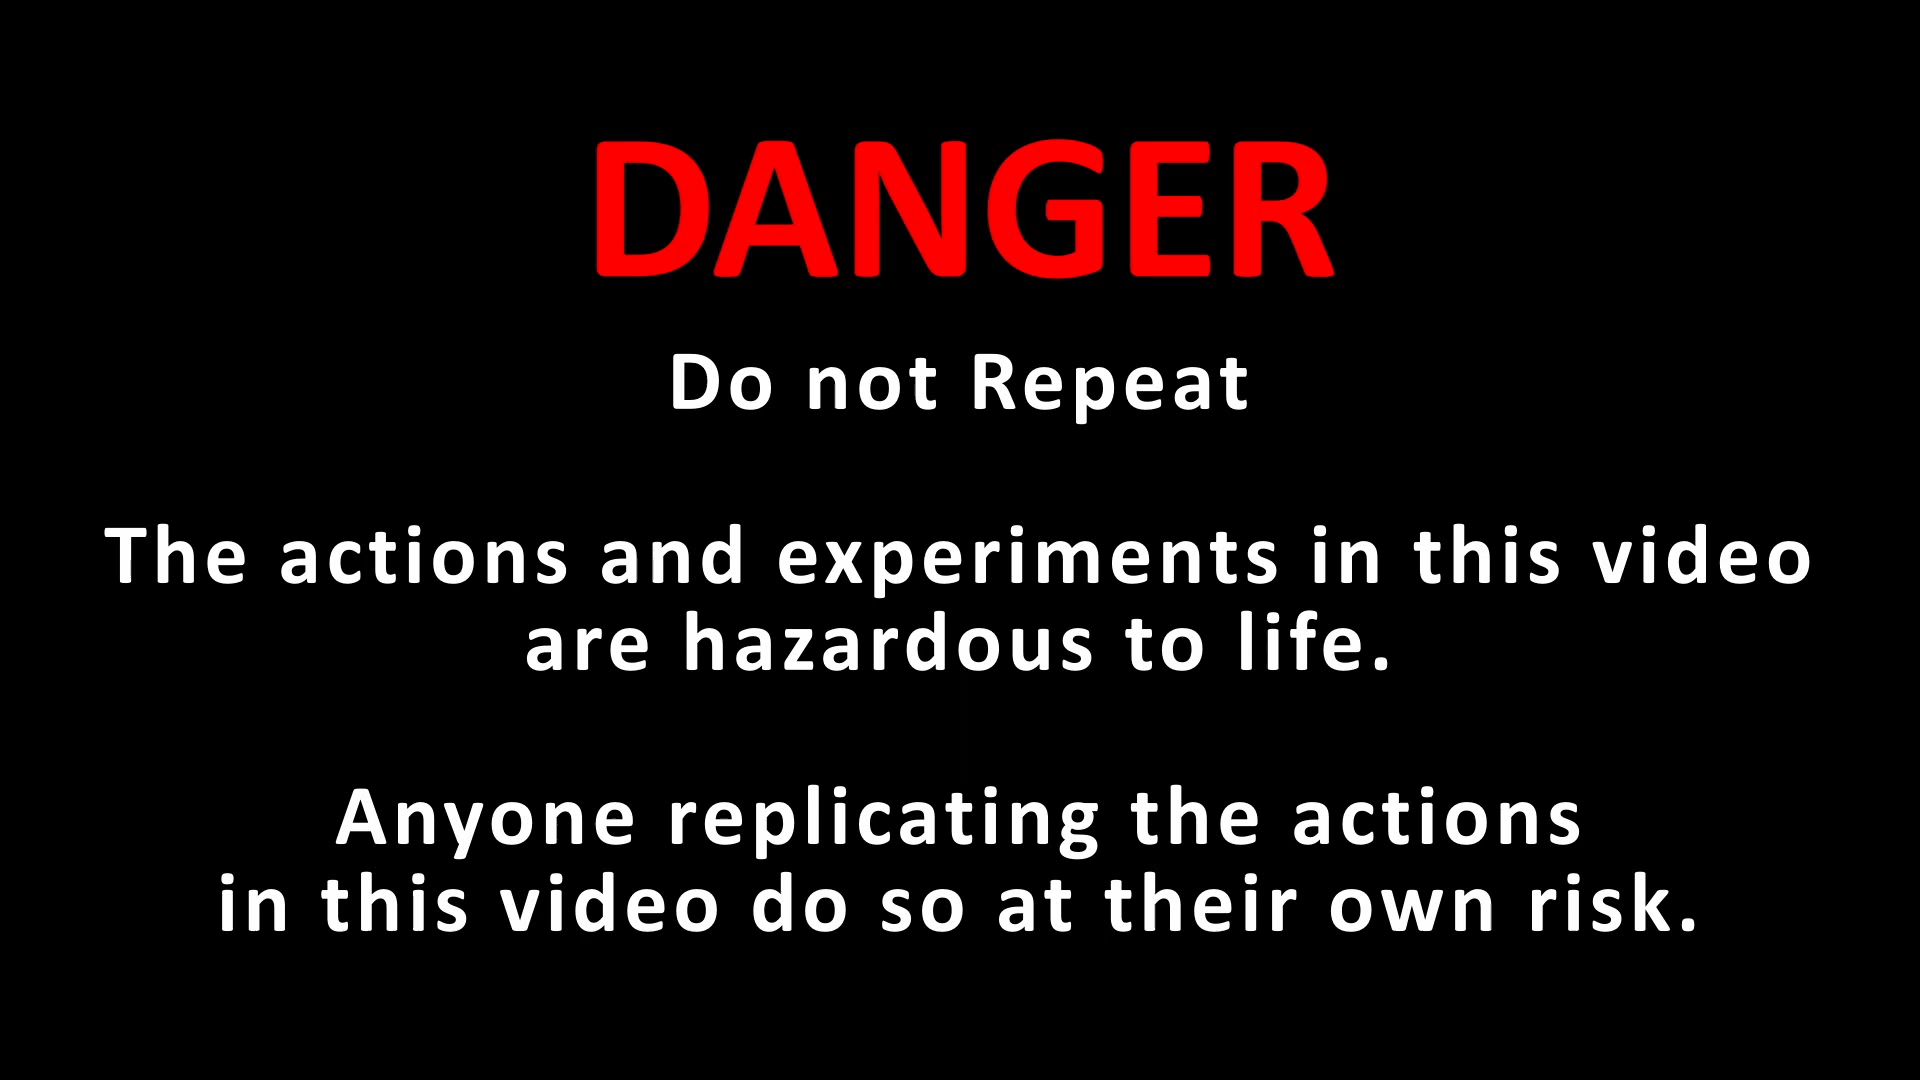 DANGER
Do not Repeat
The actions and experiments in this video
are hazardous to life.
Anyone replicating the actions
in this video do so at their own risk.